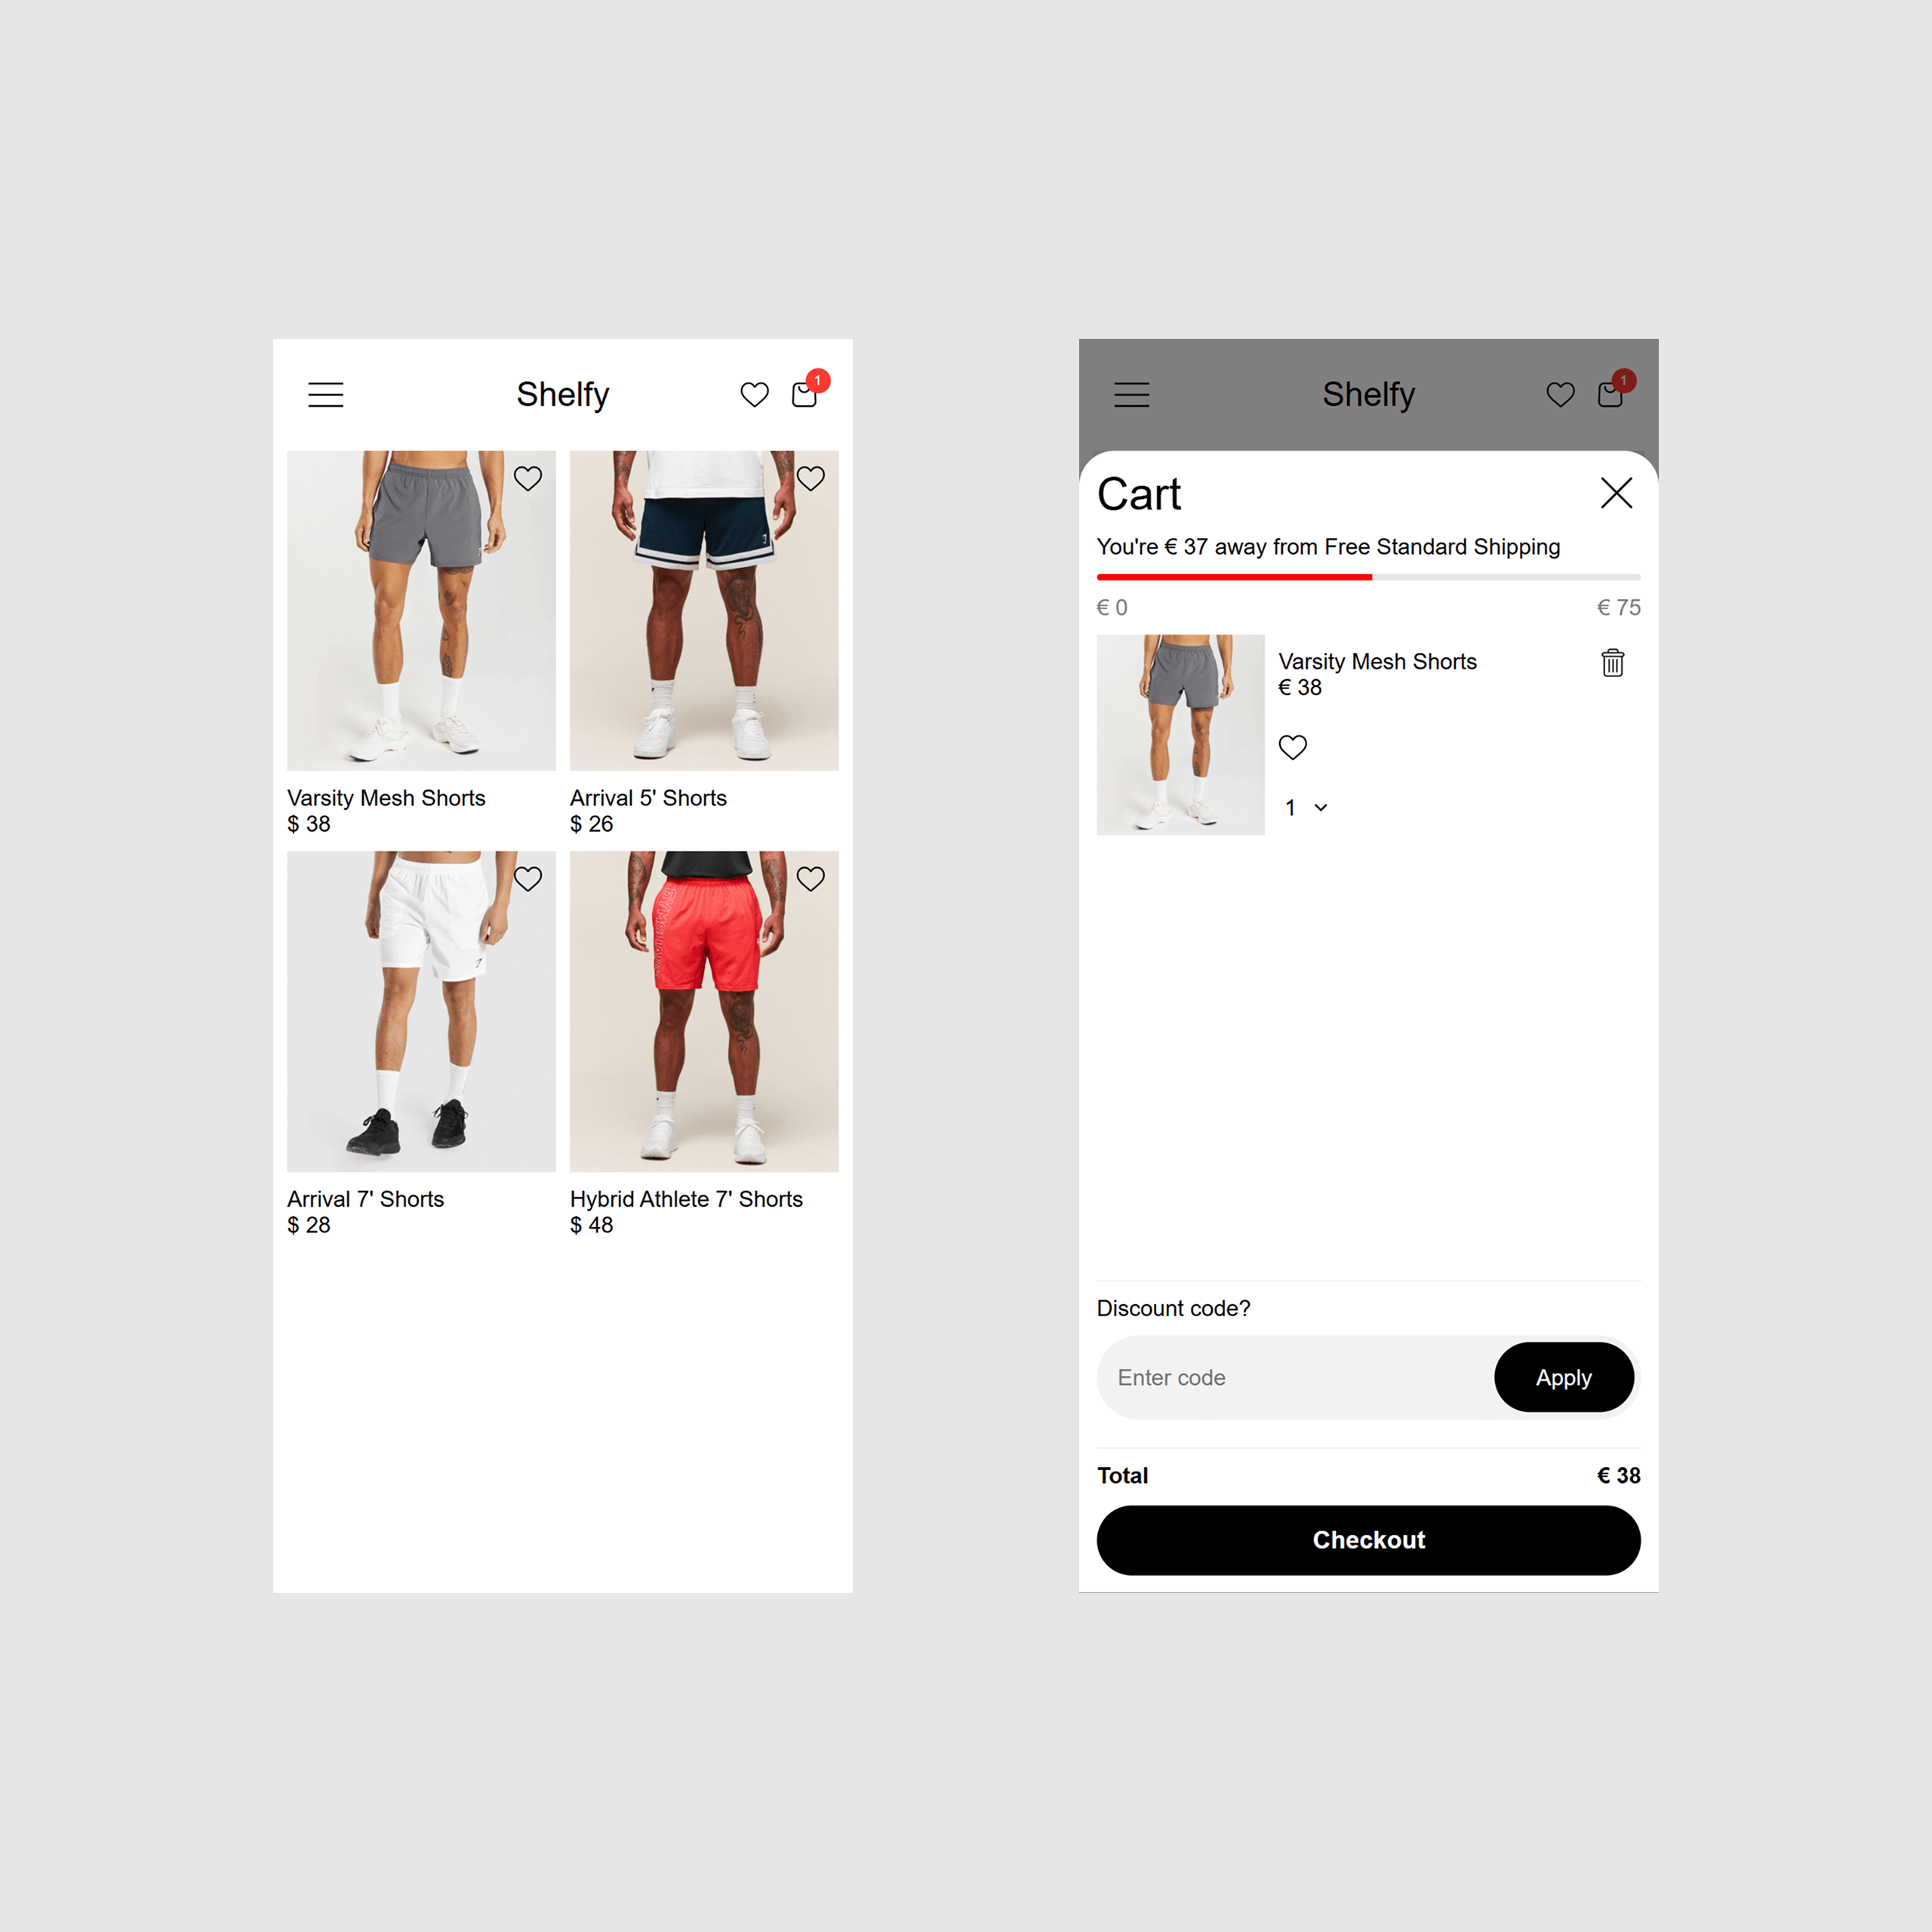 Shelfy
1
Varsity Mesh Shorts
$ 38
Arrival 5' Shorts
$ 26
Arrival 7' Shorts
$ 28
Hybrid Athlete 7' Shorts
$ 48
Shelfy
1
Cart
You're € 37 away from Free Standard Shipping
€ 0
€ 75
Varsity Mesh Shorts
€ 38
1
Discount code?
Enter code
Apply
Total
€ 38
Checkout